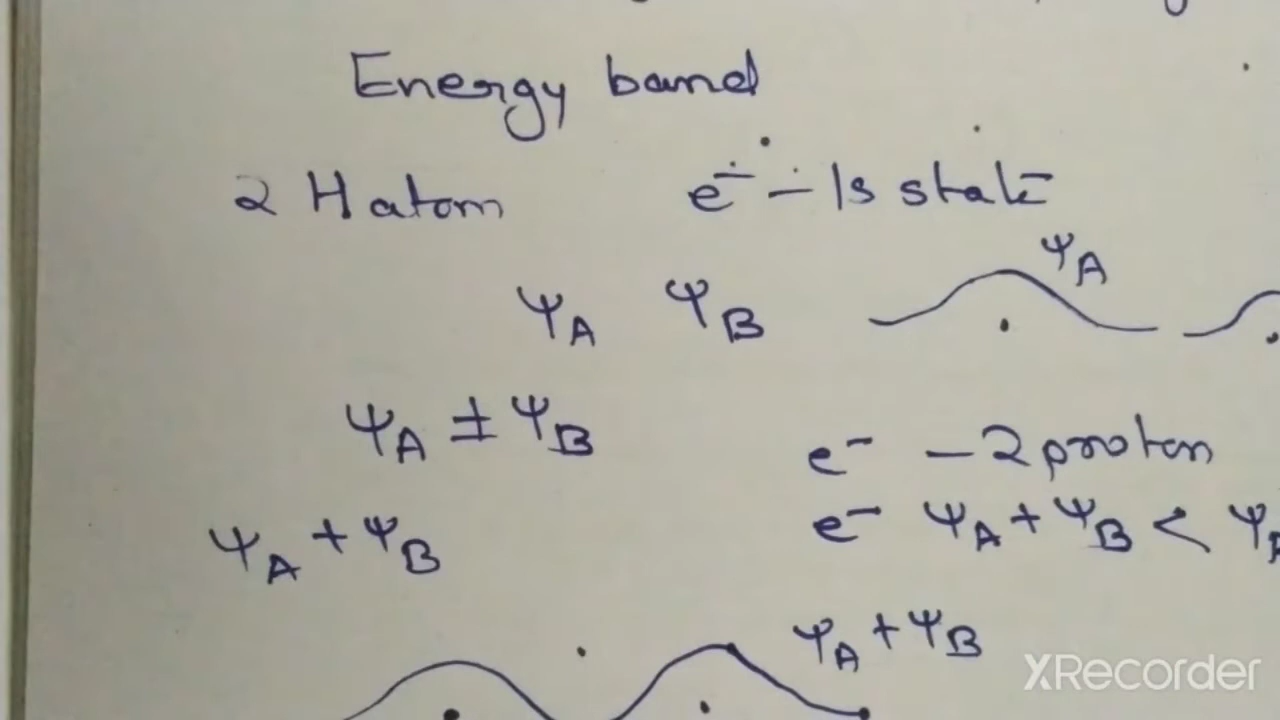 Energy band
2 H atom e⁻ - 1s state
ψA
ψA ψB
ψA ± ψB
e⁻ - 2 proton
ψA + ψB
e⁻ ψA + ψB < ψA
ψA + ψB
XRecorder